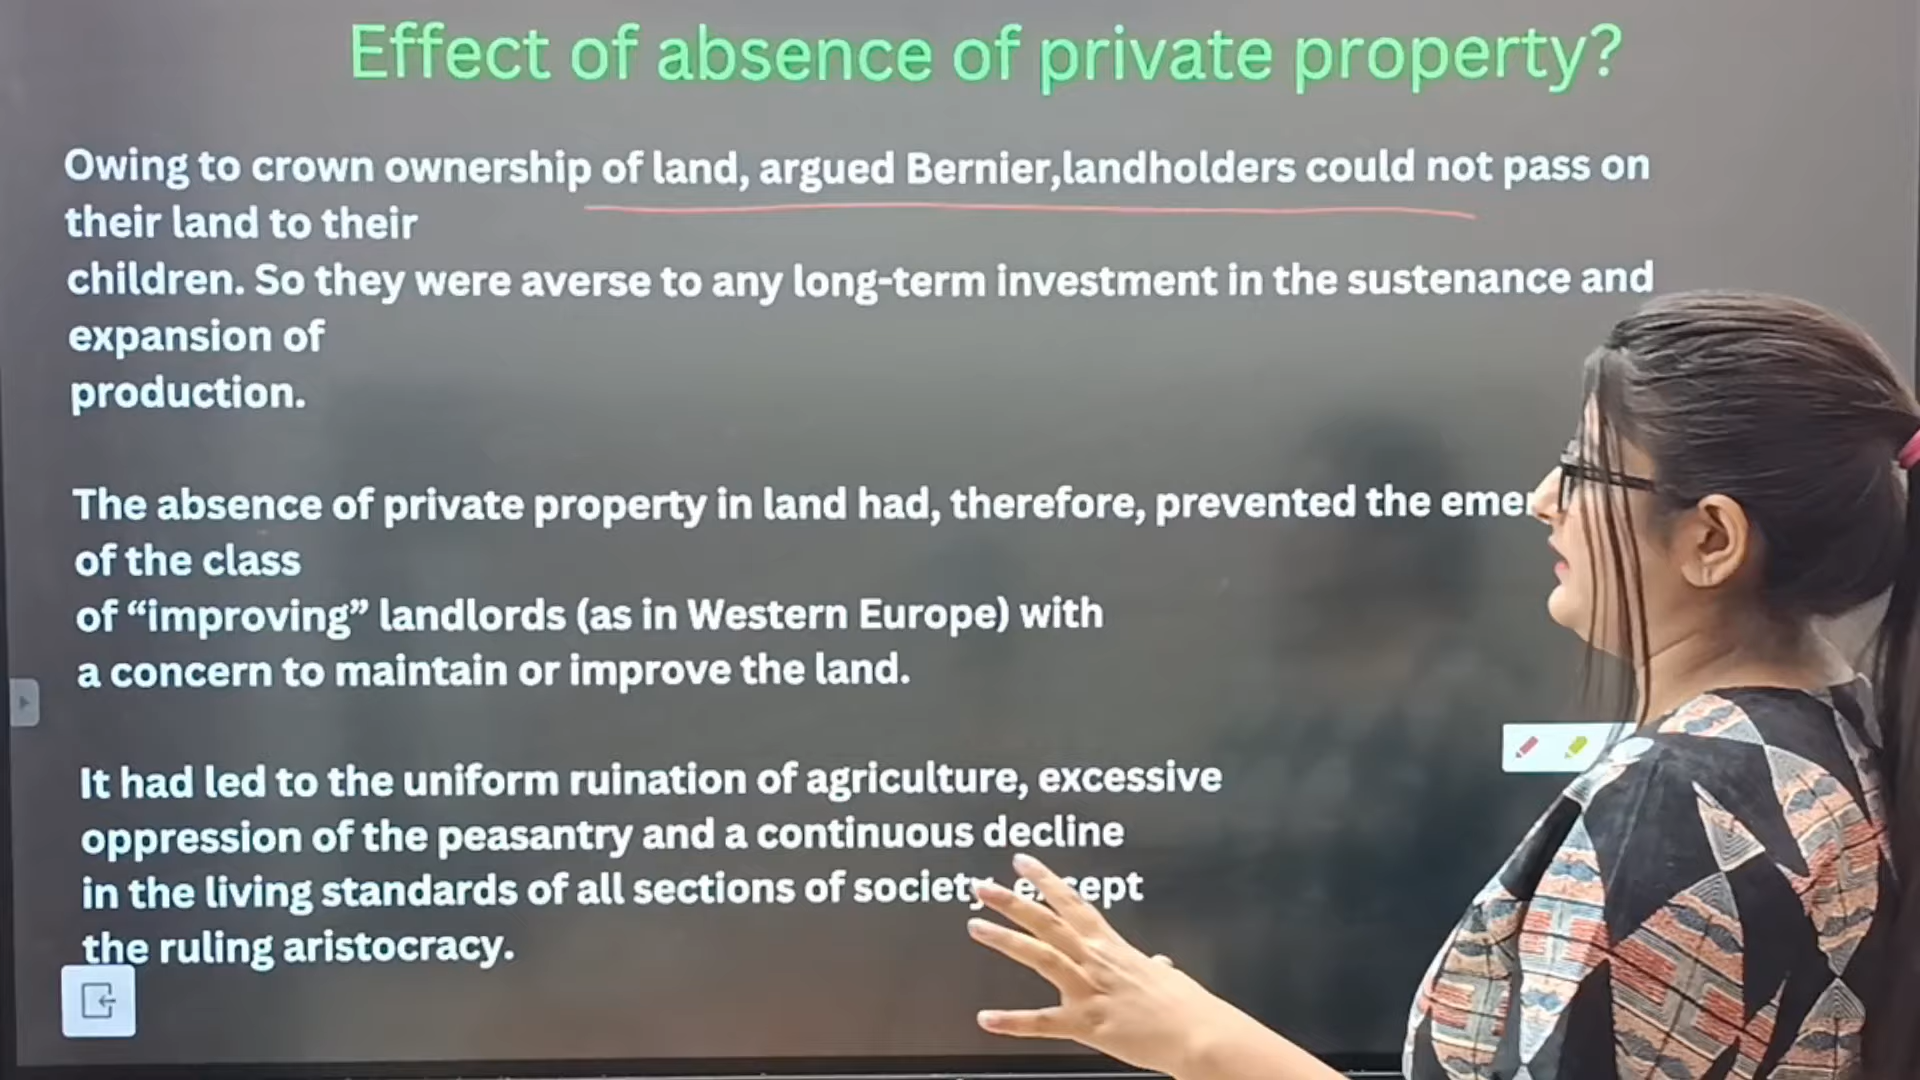 Effect of absence of private property?
Owing to crown ownership of land, argued Bernier,landholders could not pass on
their land to their
children. So they were averse to any long-term investment in the sustenance and
expansion of
production.
The absence of private property in land had, therefore, prevented the
of the class
of “improving” landlords (as in Western Europe) with
a concern to maintain or improve the land.
It had led to the uniform ruination of agriculture, excessive
oppression of the peasantry and a continuous decline
in the living standards of all sections of society, except
the ruling aristocracy.